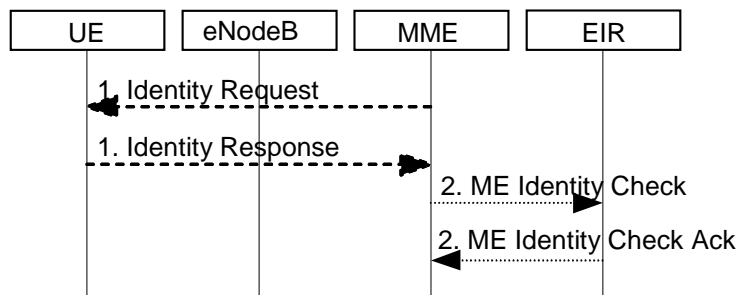 UE eNodeB MME EIR
1. Identity Request
1. Identity Response
2. ME Identity Check
2. ME Identity Check Ack